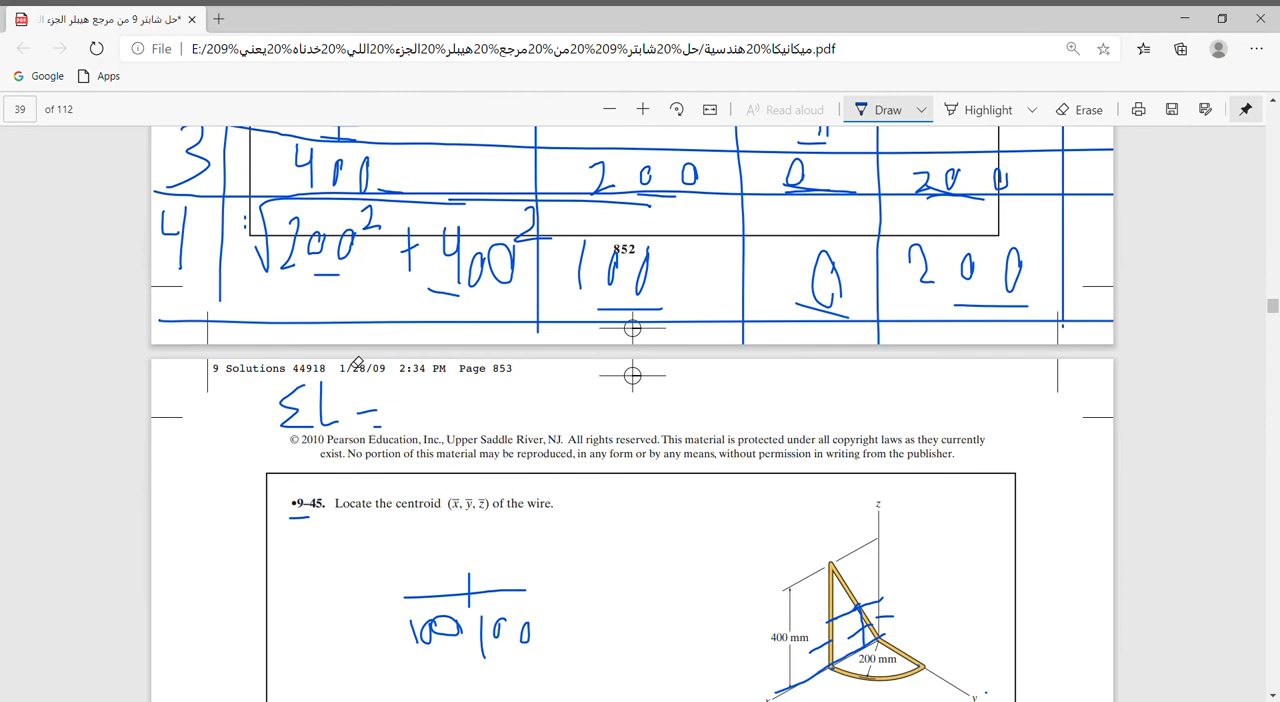 *حل شابتر 9 من مرجع هيبلر الجزء ال
File E:/ميكانيكا%20هندسية/حل%20شابتر%209%20من%20مرجع%20هيبلر%20الجزء%20اللي%20خدناه%20يعني%209.pdf
Google Apps
39 of 112 Read aloud Draw Highlight Erase
3 400 200 0 200
4 √200² + 400² 100 0 200
852
9 Solutions 44918 1/28/09 2:34 PM Page 853
ΣL =
© 2010 Pearson Education, Inc., Upper Saddle River, NJ. All rights reserved. This material is protected under all copyright laws as they currently
exist. No portion of this material may be reproduced, in any form or by any means, without permission in writing from the publisher.
•9–45. Locate the centroid (x̄, ȳ, z̄) of the wire.
z
100 100
400 mm
200 mm
x y